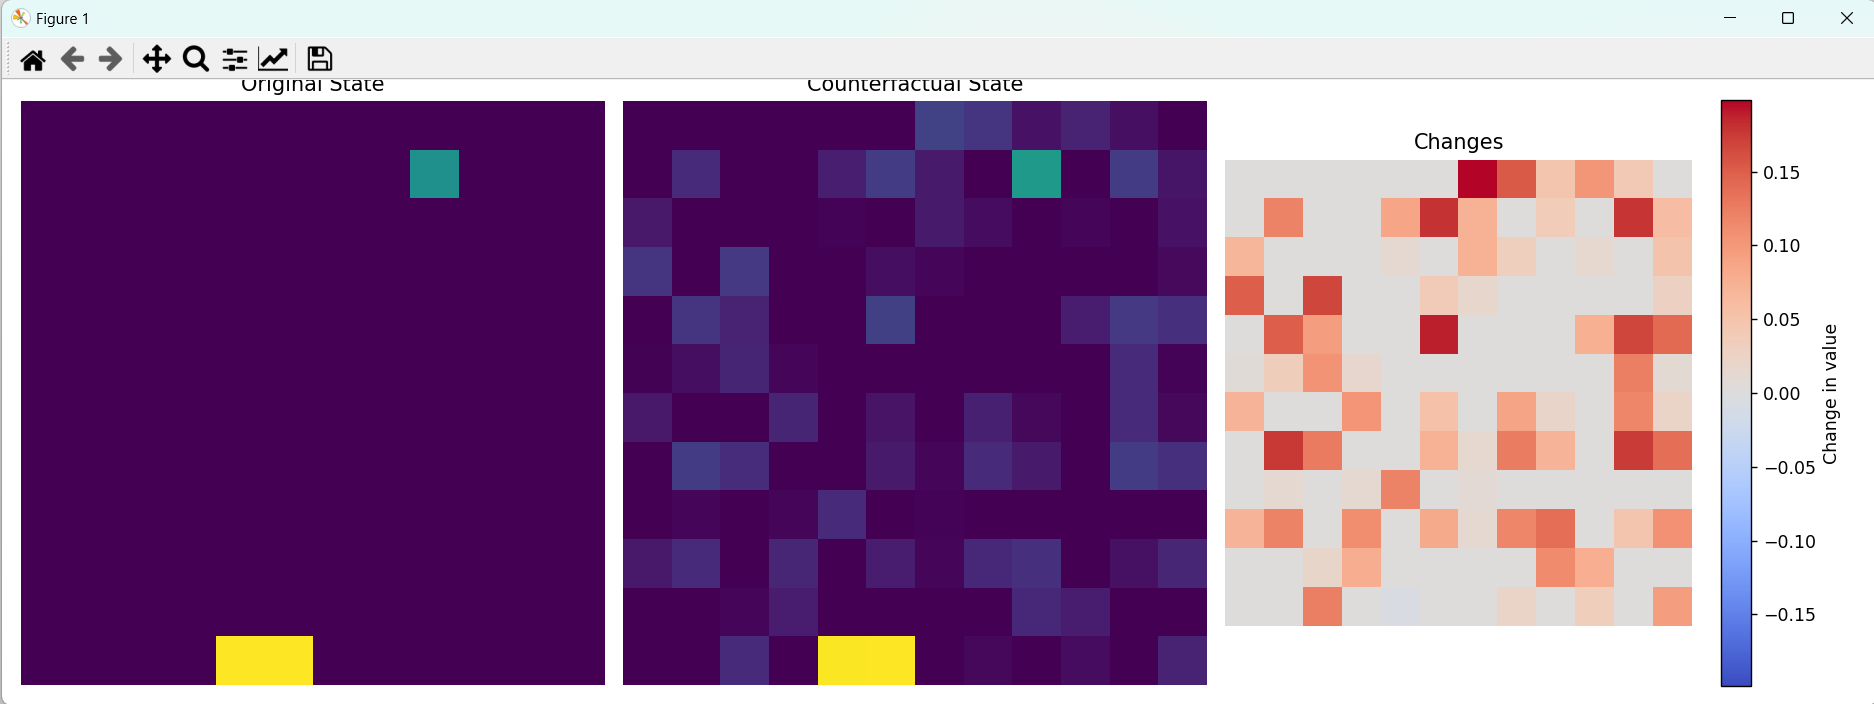 Figure 1
Original State
Counterfactual State
Changes
0.15
0.10
0.05
0.00
−0.05
−0.10
−0.15
Change in value